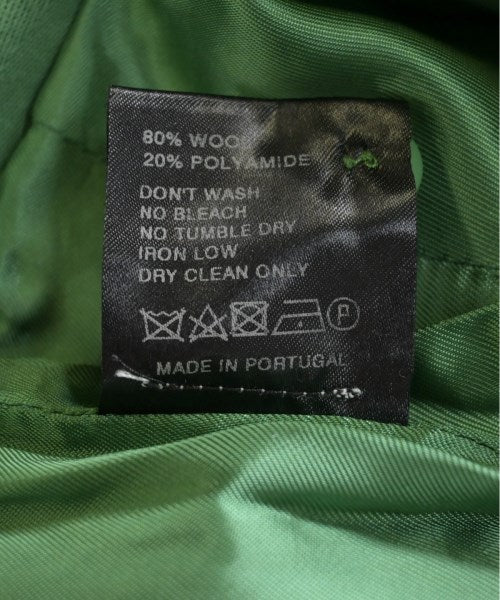 80% WOOL
20% POLYAMIDE
DON'T WASH
NO BLEACH
NO TUMBLE DRY
IRON LOW
DRY CLEAN ONLY
P
MADE IN PORTUGAL